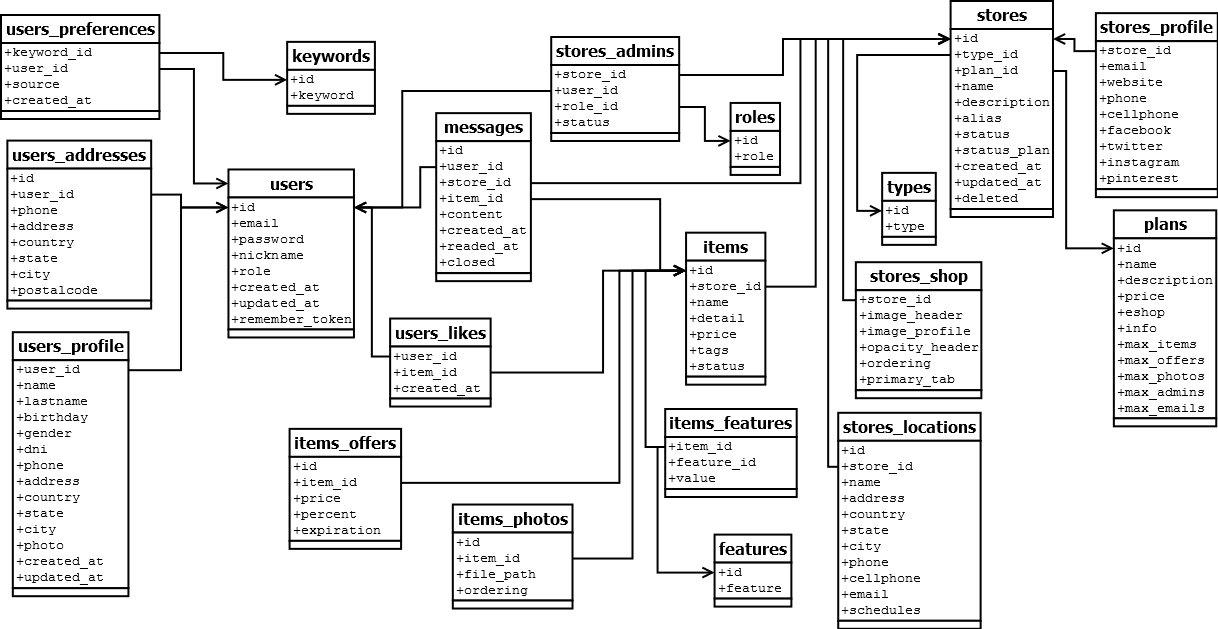 users_preferences
+keyword_id
+user_id
+source
+created_at
keywords
+id
+keyword
stores_admins
+store_id
+user_id
+role_id
+status
stores
+id
+type_id
+plan_id
+name
+description
+alias
+status
+status_plan
+created_at
+updated_at
+deleted
stores_profile
+store_id
+email
+website
+phone
+cellphone
+facebook
+twitter
+instagram
+pinterest
roles
+id
+role
messages
+id
+user_id
+store_id
+item_id
+content
+created_at
+readed_at
+closed
users_addresses
+id
+user_id
+phone
+address
+country
+state
+city
+postalcode
users
+id
+email
+password
+nickname
+role
+created_at
+updated_at
+remember_token
types
+id
+type
plans
+id
+name
+description
+price
+eshop
+info
+max_items
+max_offers
+max_photos
+max_admins
+max_emails
items
+id
+store_id
+name
+detail
+price
+tags
+status
stores_shop
+store_id
+image_header
+image_profile
+opacity_header
+ordering
+primary_tab
users_likes
+user_id
+item_id
+created_at
users_profile
+user_id
+name
+lastname
+birthday
+gender
+dni
+phone
+address
+country
+state
+city
+photo
+created_at
+updated_at
items_offers
+id
+item_id
+price
+percent
+expiration
items_features
+item_id
+feature_id
+value
stores_locations
+id
+store_id
+name
+address
+country
+state
+city
+phone
+cellphone
+email
+schedules
items_photos
+id
+item_id
+file_path
+ordering
features
+id
+feature